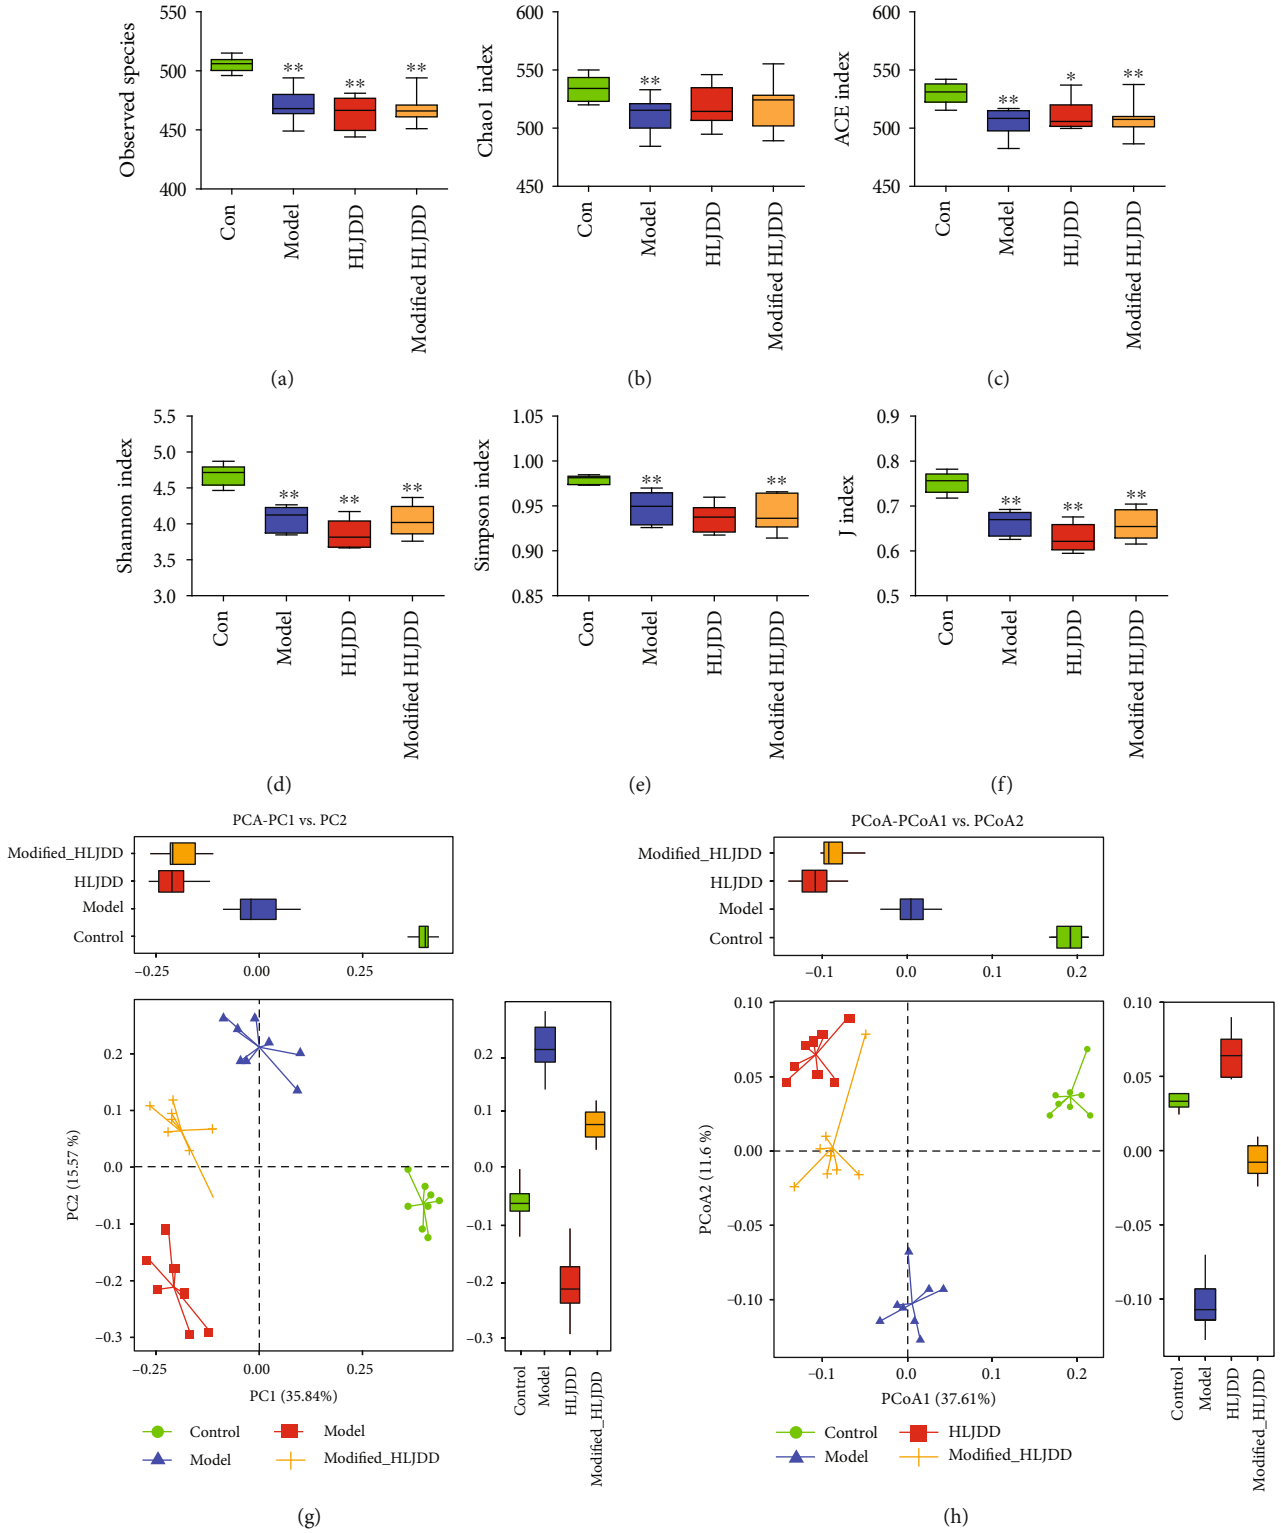 550
500
450
400
Observed species
**
**
**
Con
Model
HLJDD
Modified HLJDD
(a)
600
550
500
450
Chao1 index
**
Con
Model
HLJDD
Modified HLJDD
(b)
600
550
500
450
ACE index
**
*
**
Con
Model
HLJDD
Modified HLJDD
(c)
5.5
5.0
4.5
4.0
3.5
3.0
Shannon index
**
**
**
Con
Model
HLJDD
Modified HLJDD
(d)
1.05
1.00
0.95
0.90
0.85
Simpson index
**
**
Con
Model
HLJDD
Modified HLJDD
(e)
0.9
0.8
0.7
0.6
0.5
J index
**
**
**
Con
Model
HLJDD
Modified HLJDD
(f)
PCA-PC1 vs. PC2
Modified_HLJDD
HLJDD
Model
Control
−0.25
0.00
0.25
0.2
0.1
0.0
−0.1
−0.2
−0.3
PC2 (15.57 %)
−0.25
0.00
0.25
PC1 (35.84%)
0.2
0.1
0.0
−0.1
−0.2
−0.3
Control
Model
HLJDD
Modified_HLJDD
Control
Model
Model
Modified_HLJDD
(g)
PCoA-PCoA1 vs. PCoA2
Modified_HLJDD
HLJDD
Model
Control
−0.1
0.0
0.1
0.2
0.10
0.05
0.00
−0.05
−0.10
PCoA2 (11.6 %)
−0.1
0.0
0.1
0.2
PCoA1 (37.61%)
0.10
0.05
0.00
−0.05
−0.10
Control
Model
HLJDD
Modified_HLJDD
Control
HLJDD
Model
Modified_HLJDD
(h)